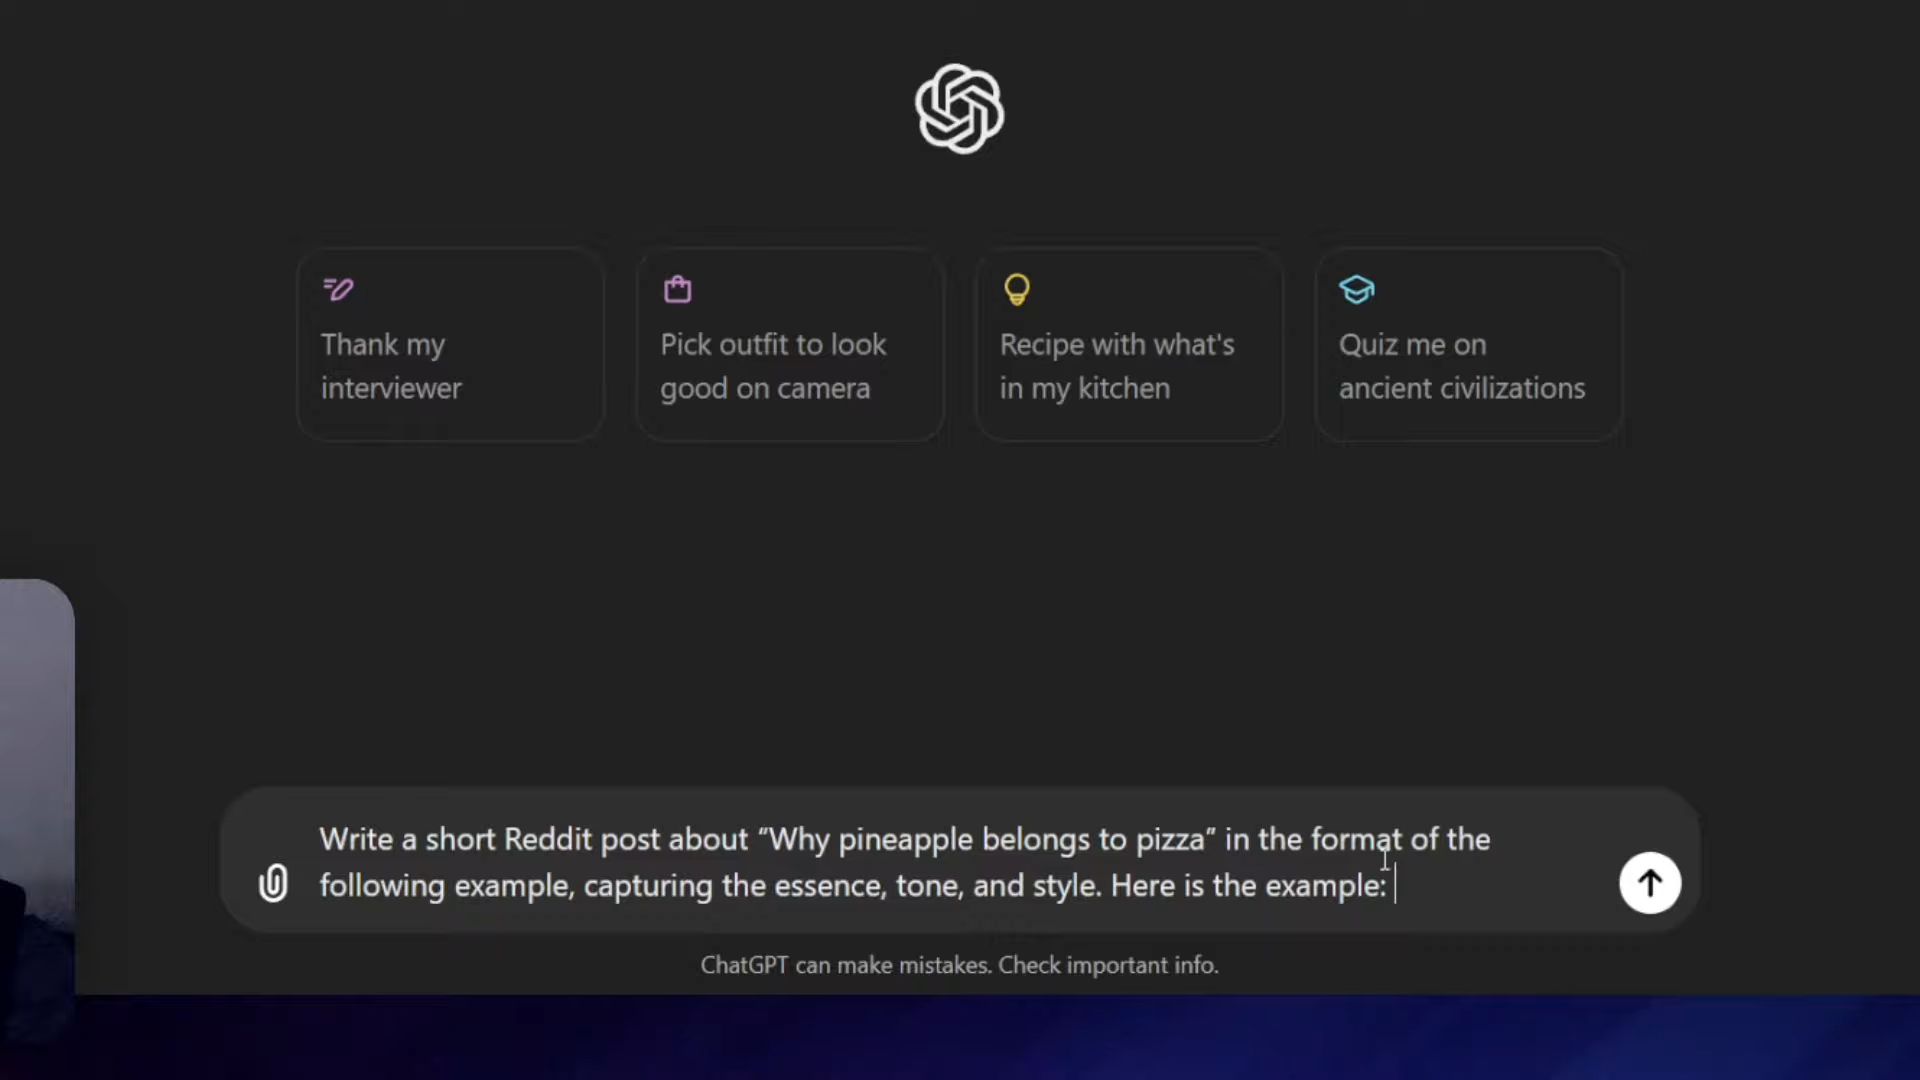 Thank my
interviewer
Pick outfit to look
good on camera
Recipe with what's
in my kitchen
Quiz me on
ancient civilizations
Write a short Reddit post about “Why pineapple belongs to pizza” in the format of the
following example, capturing the essence, tone, and style. Here is the example:
ChatGPT can make mistakes. Check important info.